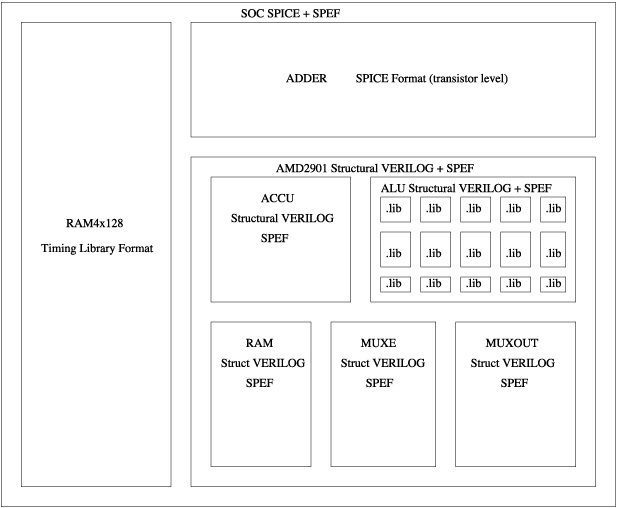 SOC SPICE + SPEF
ADDER SPICE Format (transistor level)
RAM4x128
Timing Library Format
AMD2901 Structural VERILOG + SPEF
ACCU
Structural VERILOG
SPEF
ALU Structural VERILOG + SPEF
.lib .lib .lib .lib .lib
.lib .lib .lib .lib .lib
.lib .lib .lib .lib .lib
RAM
Struct VERILOG
SPEF
MUXE
Struct VERILOG
SPEF
MUXOUT
Struct VERILOG
SPEF